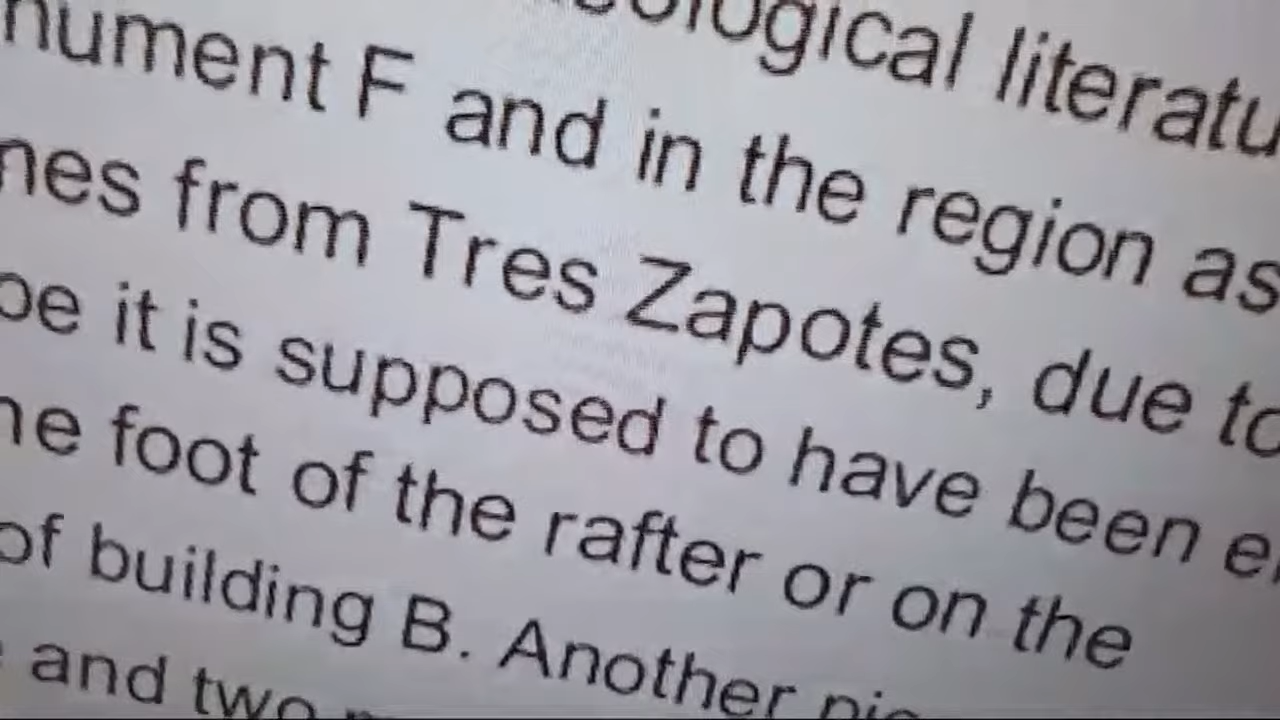 literatu
nument F and in the region as
nes from Tres Zapotes, due to
be it is supposed to have been e
he foot of the rafter or on the
of building B. Another
and two